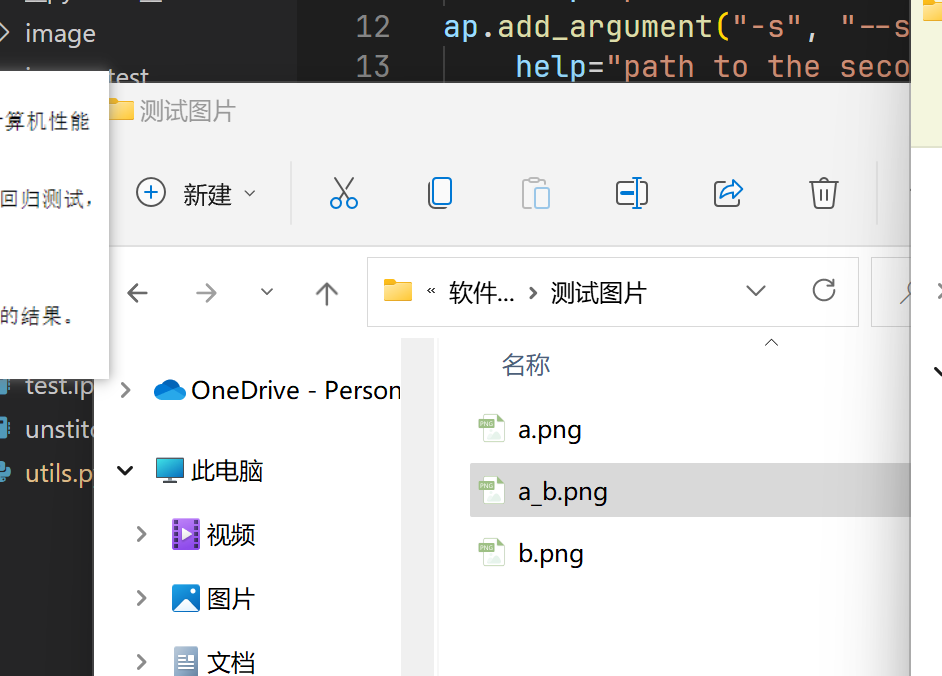 image
12
ap.add_argument("-s", "--s
13
help="path to the seco
test
算机性能
测试图片
回归测试，
新建
的结果。
« 软件... › 测试图片
名称
test.ip
OneDrive - Person
a.png
unstitc
此电脑
utils.p
a_b.png
视频
b.png
图片
文档